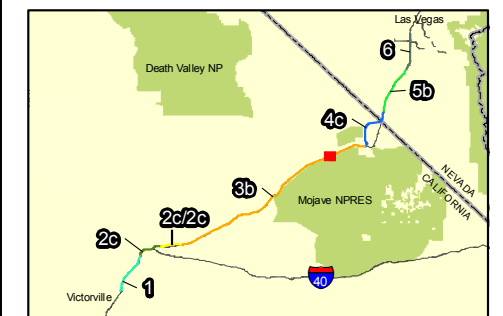 Las Vegas
6
Death Valley NP
5b
4c
NEVADA
CALIFORNIA
3b
Mojave NPRES
2c/2c
2c
40
1
Victorville